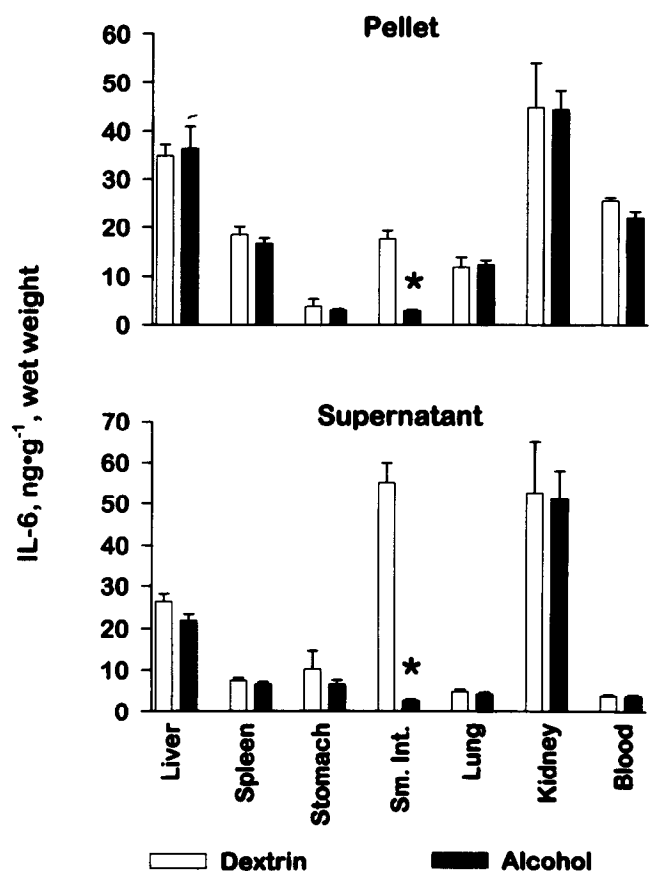 Pellet
60
50
40
30
20
10
0
IL-6, ng•g-1, wet weight
Supernatant
70
60
50
40
30
20
10
0
*
*
Liver
Spleen
Stomach
Sm. Int.
Lung
Kidney
Blood
Dextrin
Alcohol